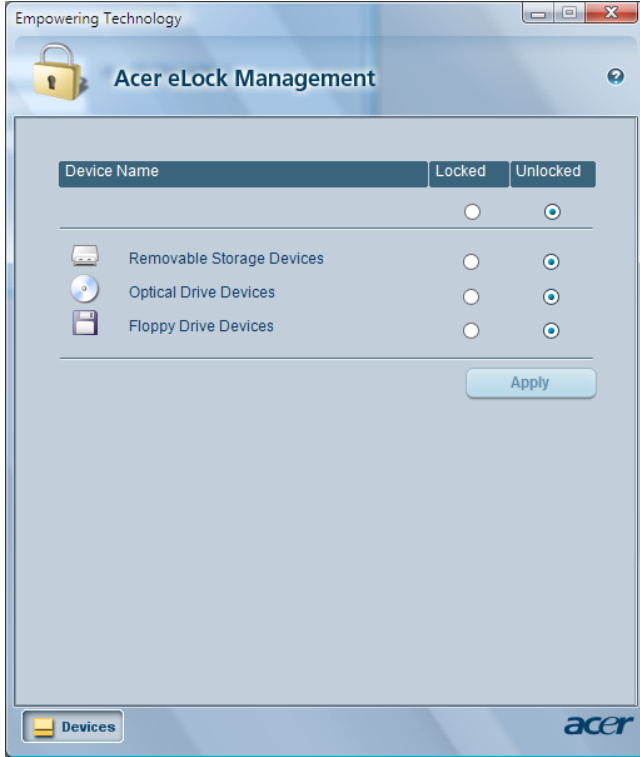 Empowering Technology
Acer eLock Management
Device Name Locked Unlocked
Removable Storage Devices
Optical Drive Devices
Floppy Drive Devices
Apply
Devices
acer